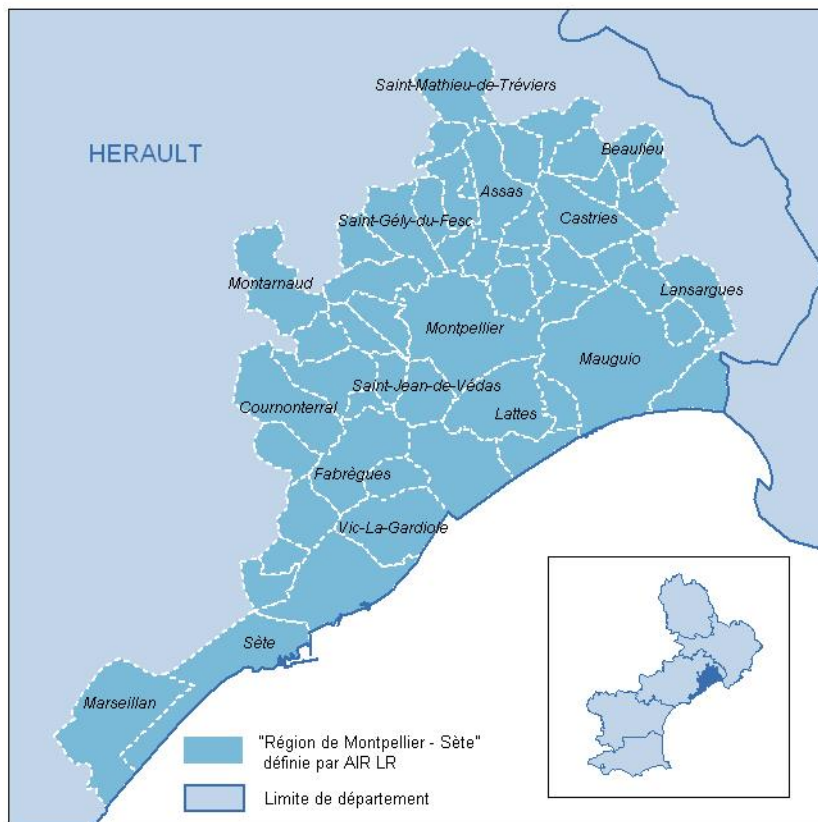 Saint-Mathieu-de-Tréviers
HERAULT
Beaulieu
Assas
Castries
Saint-Gély-du-Fesc
Montarnaud
Lansargues
Montpellier
Mauguio
Saint-Jean-de-Védas
Cournonterral
Lattes
Fabrègues
Vic-La-Gardiole
Sète
Marseillan
"Région de Montpellier - Sète"
définie par AIR LR
Limite de département